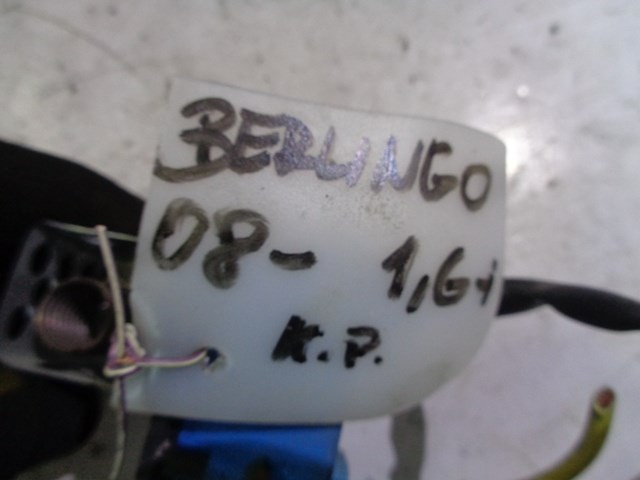 BERLINGO
08- 1,6i
K.P.